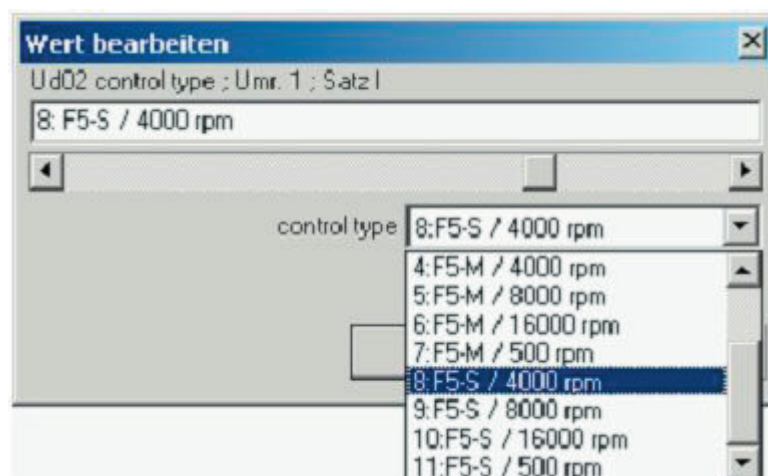 Wert bearbeiten
Ud02 control type ; Umr. 1 ; Satz I
8: F5-S / 4000 rpm
control type 8:F5-S / 4000 rpm
4:F5-M / 4000 rpm
5:F5-M / 8000 rpm
6:F5-M / 16000 rpm
7:F5-M / 500 rpm
8:F5-S / 4000 rpm
9:F5-S / 8000 rpm
10:F5-S / 16000 rpm
11:F5-S / 500 rpm